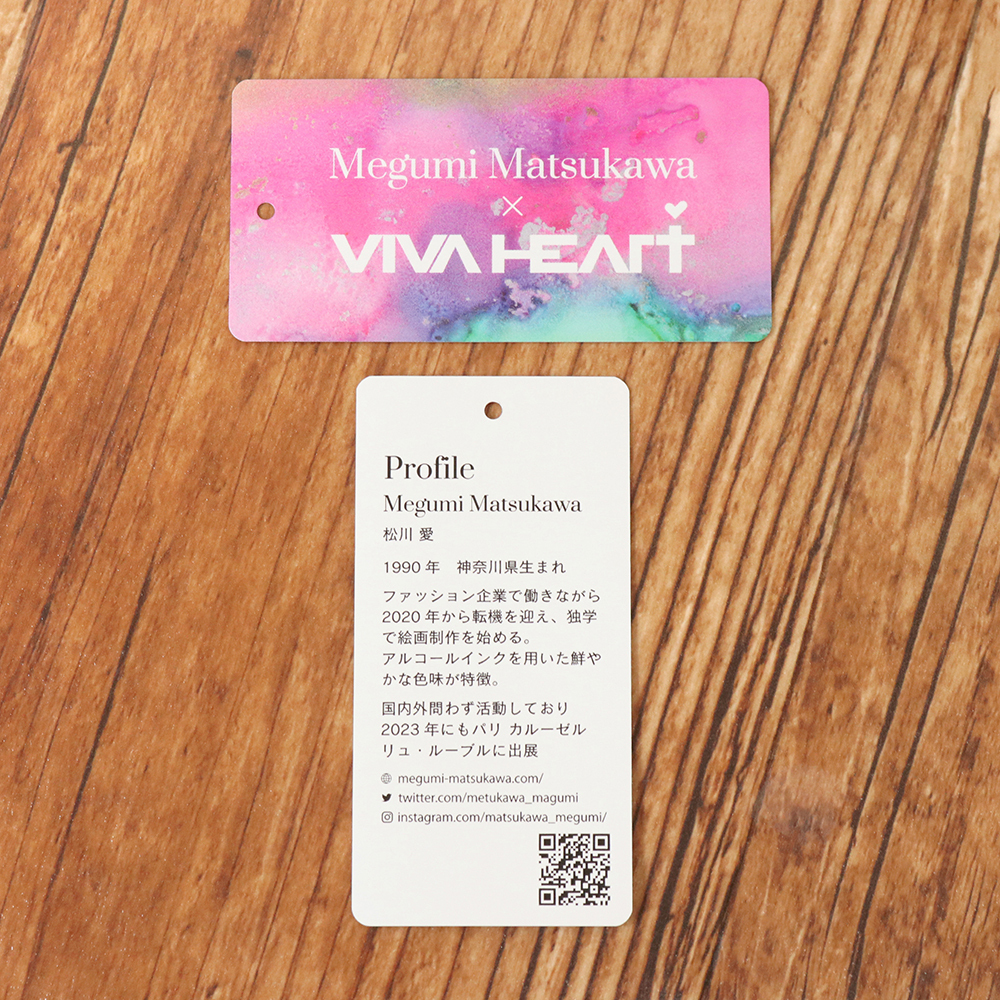 Megumi Matsukawa
×
VIVA HEART
Profile
Megumi Matsukawa
松川 愛
1990 年　神奈川県生まれ
ファッション企業で働きながら
2020 年から転機を迎え、独学
で絵画制作を始める。
アルコールインクを用いた鮮や
かな色味が特徴。
国内外問わず活動しており
2023 年にもパリ カルーゼル
リュ・ルーブルに出展
megumi-matsukawa.com/
twitter.com/metukawa_magumi
instagram.com/matsukawa_megumi/